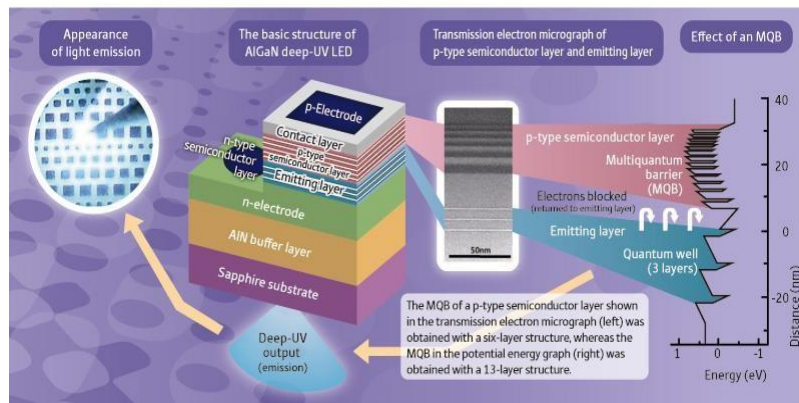 Appearance
of light emission
The basic structure of
AlGaN deep-UV LED
Transmission electron micrograph of
p-type semiconductor layer and emitting layer
Effect of an MQB
p-Electrode
Contact layer
p-type
semiconductor layer
Emitting layer
n-type
semiconductor
layer
n-electrode
AlN buffer layer
Sapphire substrate
Deep-UV
output
(emission)
50nm
p-type semiconductor layer
Multiquantum
barrier
(MQB)
Electrons blocked
(returned to emitting layer)
Emitting layer
Quantum well
(3 layers)
The MQB of a p-type semiconductor layer shown
in the transmission electron micrograph (left) was
obtained with a six-layer structure, whereas the
MQB in the potential energy graph (right) was
obtained with a 13-layer structure.
40
20
0
-20
Distance (nm)
1 0 -1
Energy (eV)